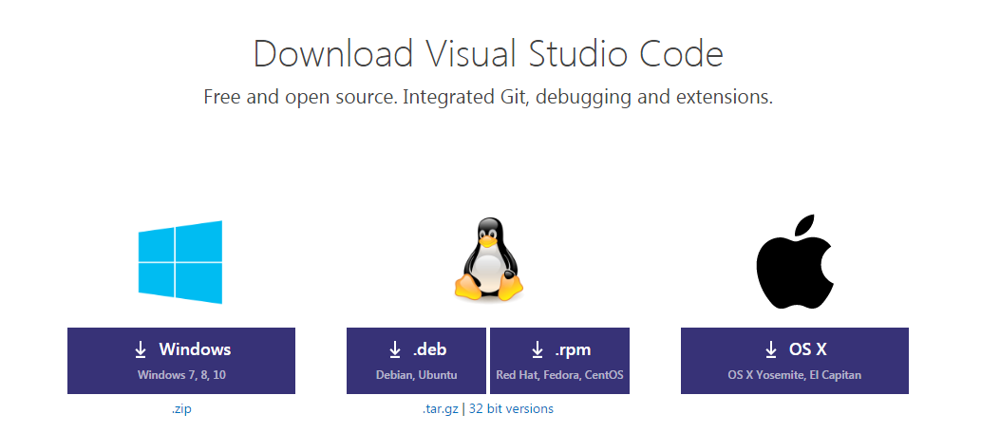 Download Visual Studio Code
Free and open source. Integrated Git, debugging and extensions.
Windows
Windows 7, 8, 10
.zip
.deb
Debian, Ubuntu
.rpm
Red Hat, Fedora, CentOS
.tar.gz | 32 bit versions
OS X
OS X Yosemite, El Capitan